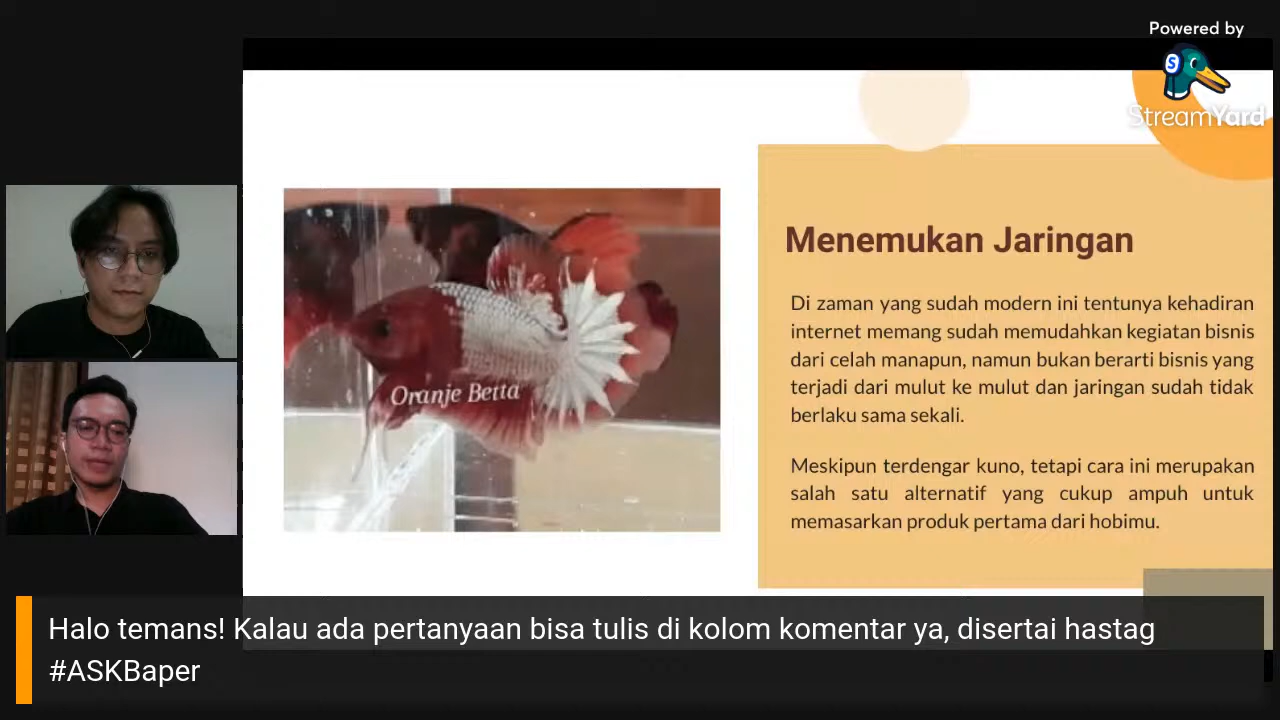 Powered by
StreamYard
Oranje Betta
Menemukan Jaringan
Di zaman yang sudah modern ini tentunya kehadiran
internet memang sudah memudahkan kegiatan bisnis
dari celah manapun, namun bukan berarti bisnis yang
terjadi dari mulut ke mulut dan jaringan sudah tidak
berlaku sama sekali.
Meskipun terdengar kuno, tetapi cara ini merupakan
salah satu alternatif yang cukup ampuh untuk
memasarkan produk pertama dari hobimu.
Halo temans! Kalau ada pertanyaan bisa tulis di kolom komentar ya, disertai hastag
#ASKBaper